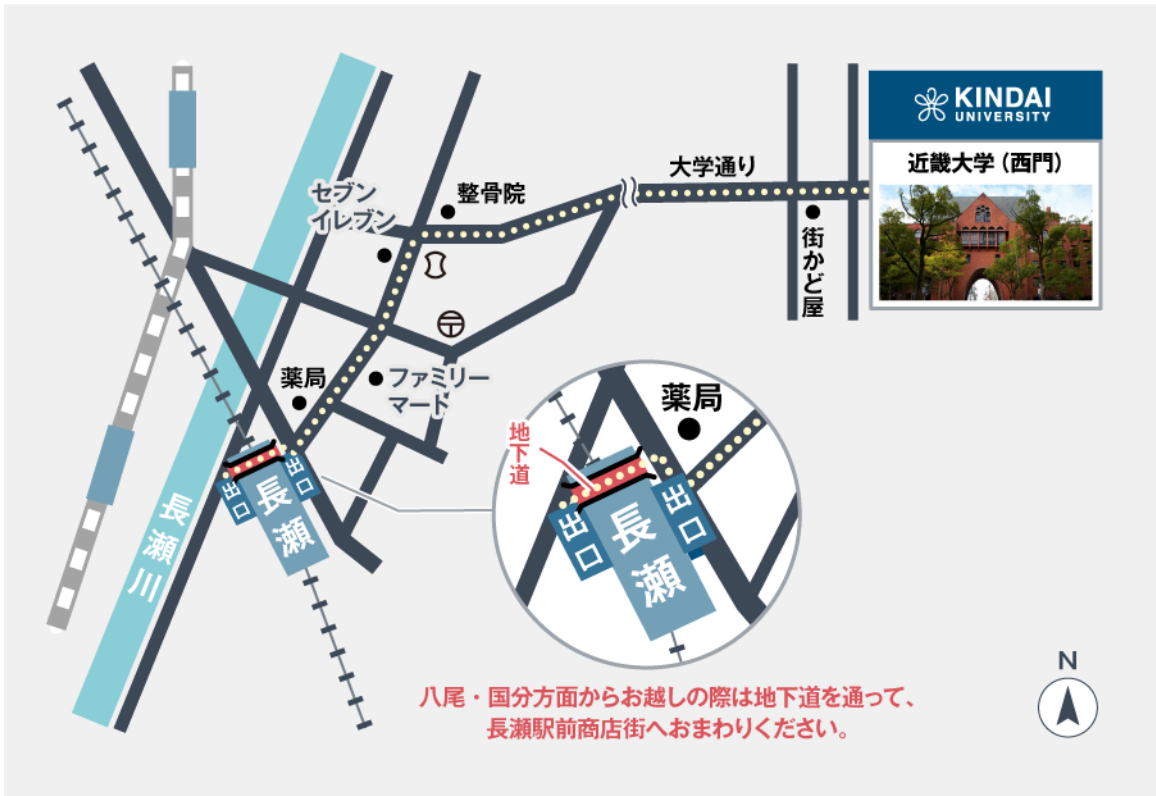 KINDAI
UNIVERSITY
近畿大学（西門）
大学通り
セブン
イレブン
整骨院
街かど屋
〒
薬局
ファミリー
マート
出口
長瀬
出口
長瀬川
薬局
地下道
出口
長瀬
出口
八尾・国分方面からお越しの際は地下道を通って、
長瀬駅前商店街へおまわりください。
N